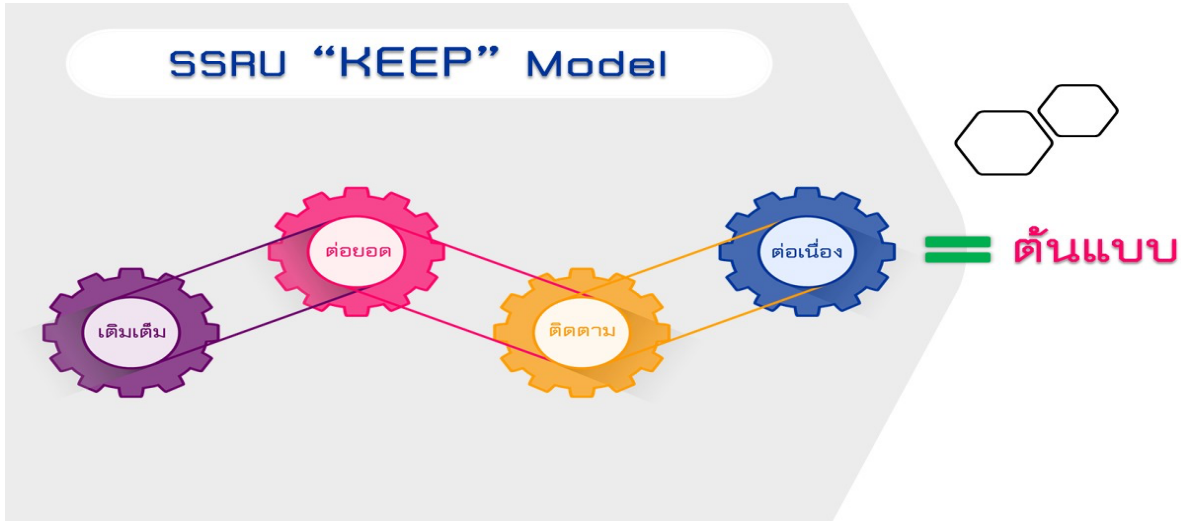 SSRU “KEEP” Model
เติมเต็ม
ต่อยอด
ติดตาม
ต่อเนื่อง
ต้นแบบ